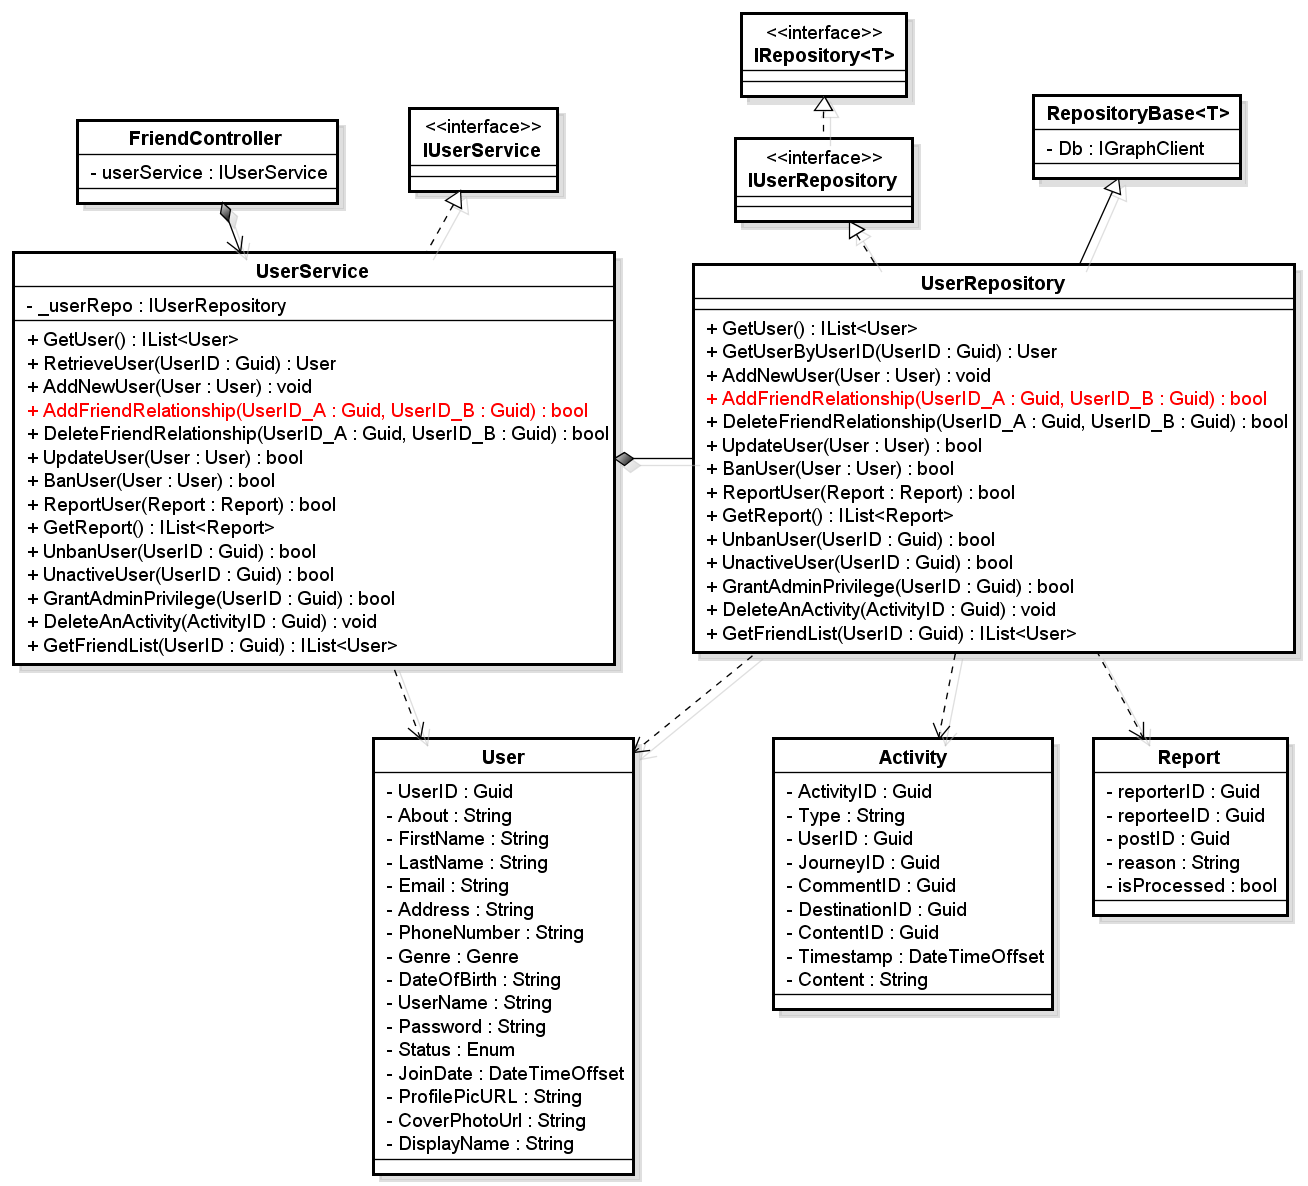 <<interface>>
IRepository<T>
RepositoryBase<T>
- Db : IGraphClient
FriendController
- userService : IUserService
<<interface>>
IUserService
<<interface>>
IUserRepository
UserService
- _userRepo : IUserRepository
+ GetUser() : IList<User>
+ RetrieveUser(UserID : Guid) : User
+ AddNewUser(User : User) : void
+ AddFriendRelationship(UserID_A : Guid, UserID_B : Guid) : bool
+ DeleteFriendRelationship(UserID_A : Guid, UserID_B : Guid) : bool
+ UpdateUser(User : User) : bool
+ BanUser(User : User) : bool
+ ReportUser(Report : Report) : bool
+ GetReport() : IList<Report>
+ UnbanUser(UserID : Guid) : bool
+ UnactiveUser(UserID : Guid) : bool
+ GrantAdminPrivilege(UserID : Guid) : bool
+ DeleteAnActivity(ActivityID : Guid) : void
+ GetFriendList(UserID : Guid) : IList<User>
UserRepository
+ GetUser() : IList<User>
+ GetUserByUserID(UserID : Guid) : User
+ AddNewUser(User : User) : void
+ AddFriendRelationship(UserID_A : Guid, UserID_B : Guid) : bool
+ DeleteFriendRelationship(UserID_A : Guid, UserID_B : Guid) : bool
+ UpdateUser(User : User) : bool
+ BanUser(User : User) : bool
+ ReportUser(Report : Report) : bool
+ GetReport() : IList<Report>
+ UnbanUser(UserID : Guid) : bool
+ UnactiveUser(UserID : Guid) : bool
+ GrantAdminPrivilege(UserID : Guid) : bool
+ DeleteAnActivity(ActivityID : Guid) : void
+ GetFriendList(UserID : Guid) : IList<User>
User
- UserID : Guid
- About : String
- FirstName : String
- LastName : String
- Email : String
- Address : String
- PhoneNumber : String
- Genre : Genre
- DateOfBirth : String
- UserName : String
- Password : String
- Status : Enum
- JoinDate : DateTimeOffset
- ProfilePicURL : String
- CoverPhotoUrl : String
- DisplayName : String
Activity
- ActivityID : Guid
- Type : String
- UserID : Guid
- JourneyID : Guid
- CommentID : Guid
- DestinationID : Guid
- ContentID : Guid
- Timestamp : DateTimeOffset
- Content : String
Report
- reporterID : Guid
- reporteeID : Guid
- postID : Guid
- reason : String
- isProcessed : bool